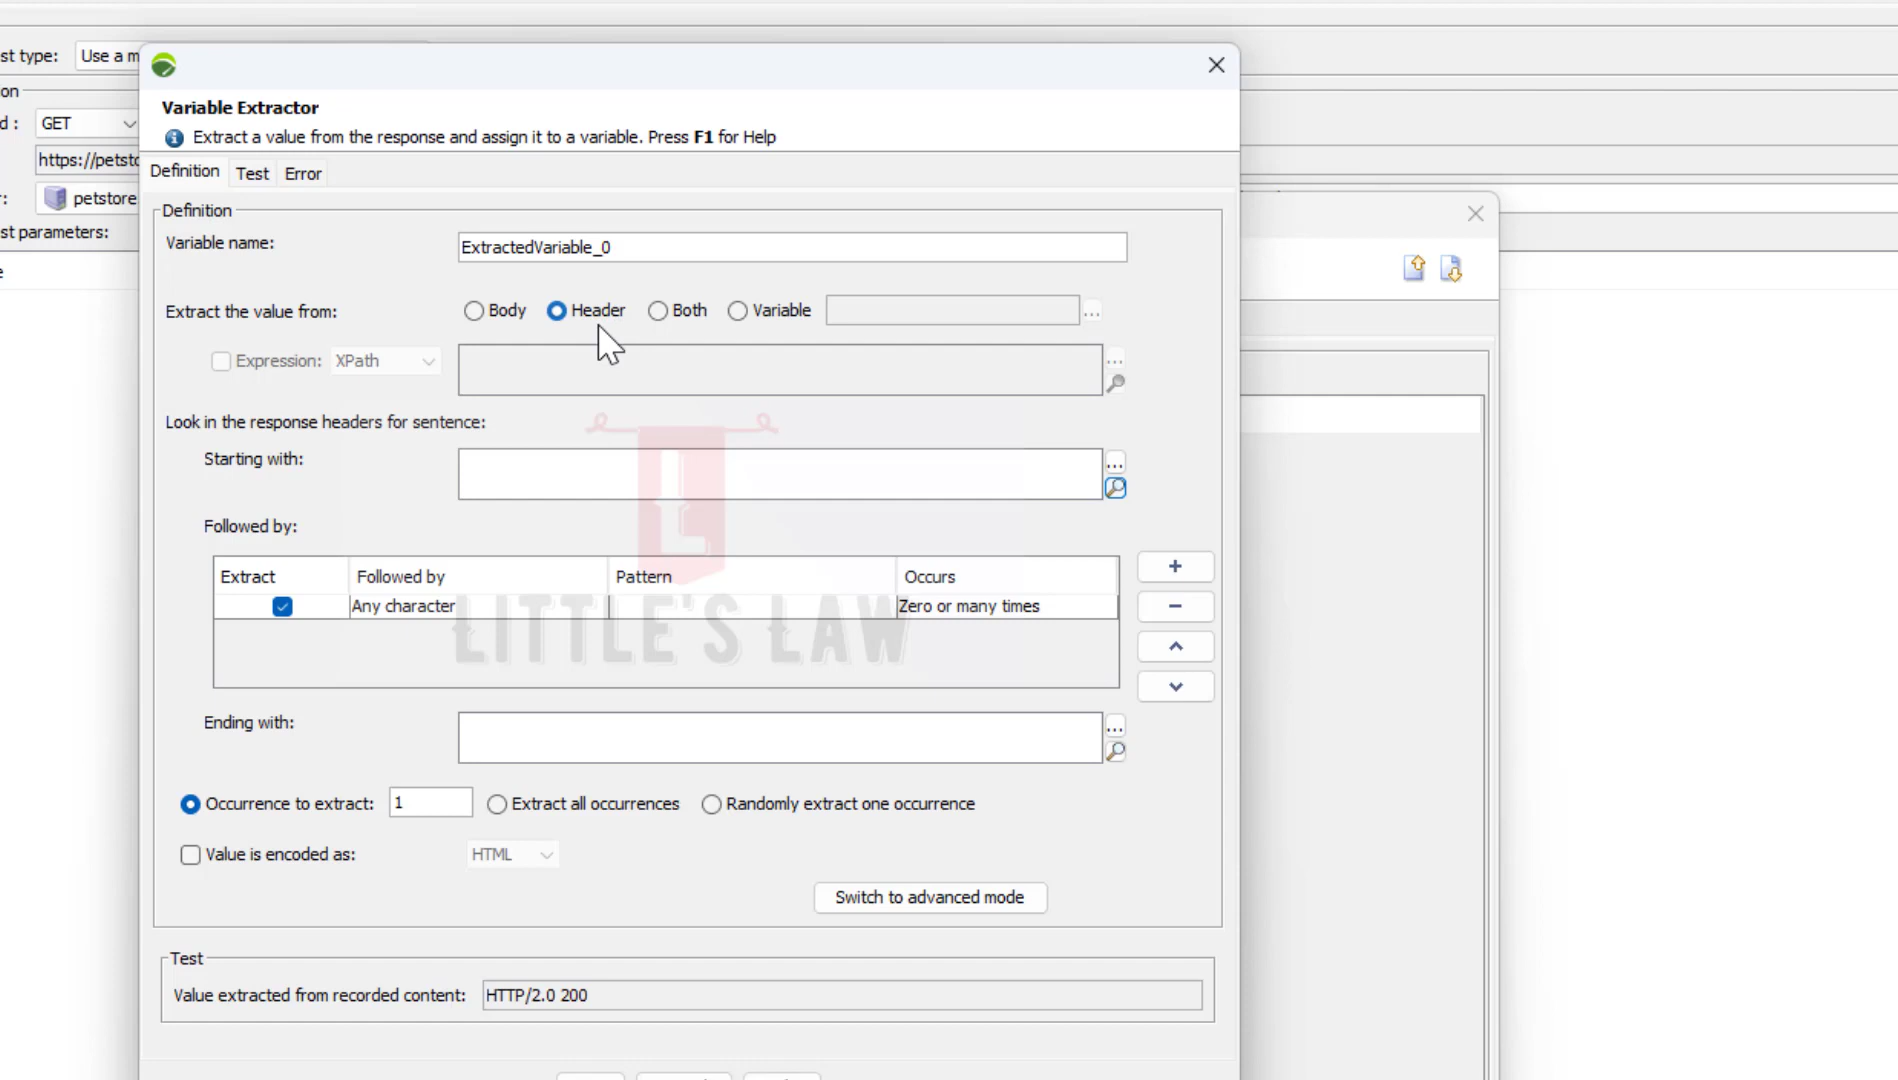 st type:
Use a m
on
d :
GET
https://petsto
r:
petstore
st parameters:
e
Variable Extractor
Extract a value from the response and assign it to a variable. Press F1 for Help
Definition
Test
Error
Definition
Variable name:
ExtractedVariable_0
Extract the value from:
Body
Header
Both
Variable
...
Expression:
XPath
...
Look in the response headers for sentence:
Starting with:
...
Followed by:
Extract
Followed by
Pattern
Occurs
Any character
Zero or many times
+
−
L
LITTLE'S LAW
Ending with:
...
Occurrence to extract:
1
Extract all occurrences
Randomly extract one occurrence
Value is encoded as:
HTML
Switch to advanced mode
Test
Value extracted from recorded content:
HTTP/2.0 200